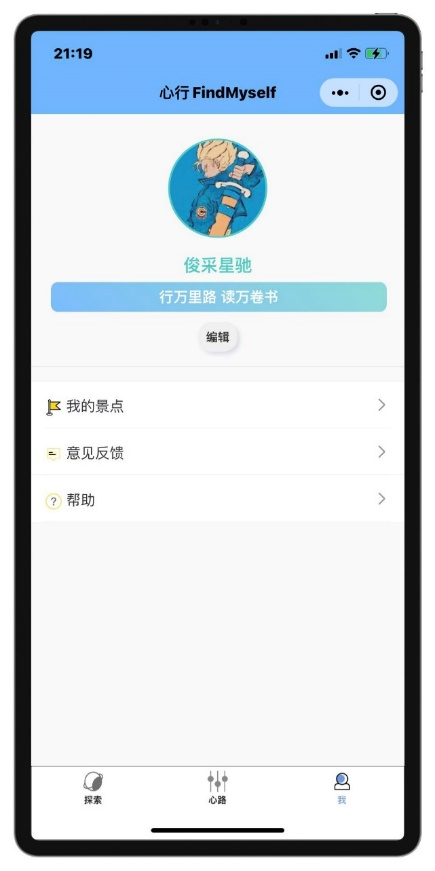 21:19
心行 FindMyself
俊采星驰
行万里路 读万卷书
编辑
我的景点
意见反馈
? 帮助
探索
心路
我